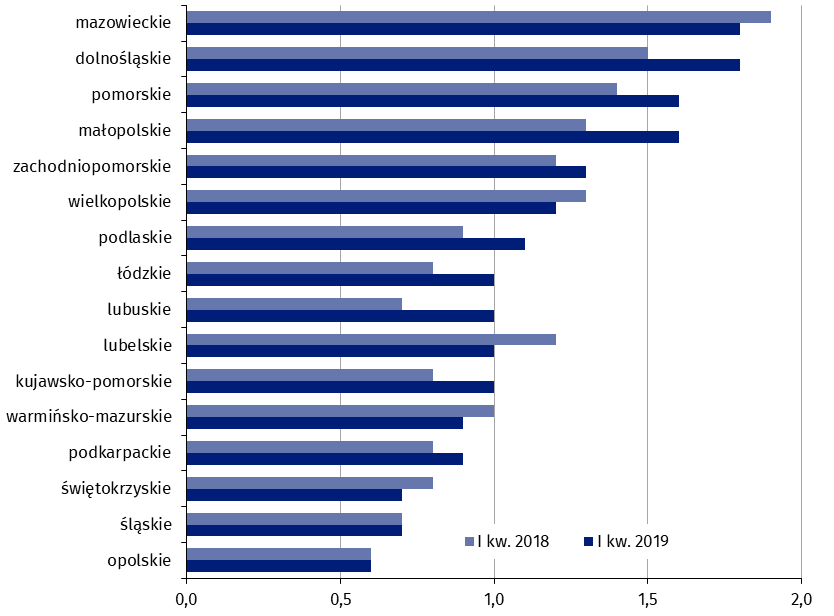 mazowieckie
dolnośląskie
pomorskie
małopolskie
zachodniopomorskie
wielkopolskie
podlaskie
łódzkie
lubuskie
lubelskie
kujawsko-pomorskie
warmińsko-mazurskie
podkarpackie
świętokrzyskie
śląskie
I kw. 2018 I kw. 2019
opolskie
0,0 0,5 1,0 1,5 2,0